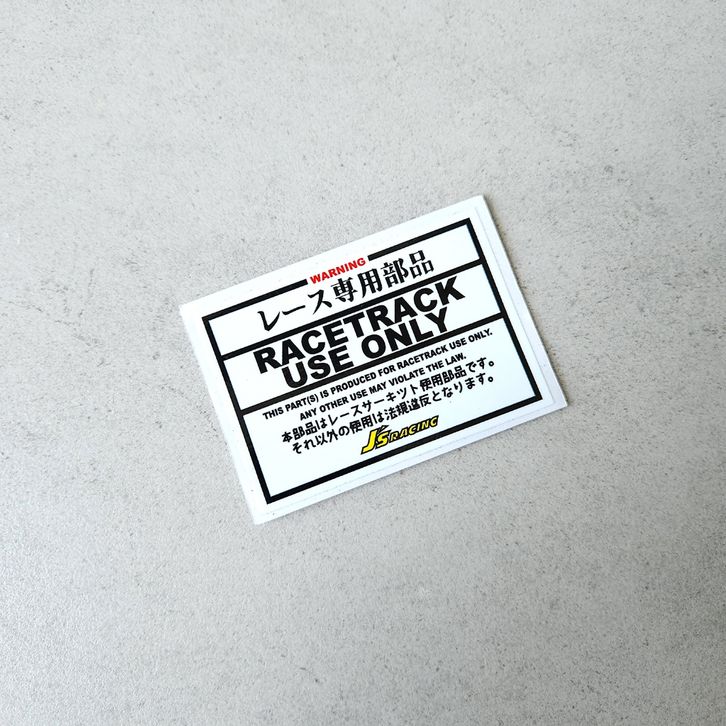 WARNING
レース専用部品
RACETRACK
USE ONLY
THIS PART(S) IS PRODUCED FOR RACETRACK USE ONLY.
ANY OTHER USE MAY VIOLATE THE LAW.
本部品はレースサーキット使用部品です。
それ以外の使用は法規違反となります。
J'S RACING